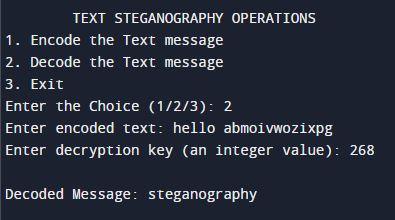 TEXT STEGANOGRAPHY OPERATIONS
1. Encode the Text message
2. Decode the Text message
3. Exit
Enter the Choice (1/2/3): 2
Enter encoded text: hello abmoivwozixpg
Enter decryption key (an integer value): 268
Decoded Message: steganography